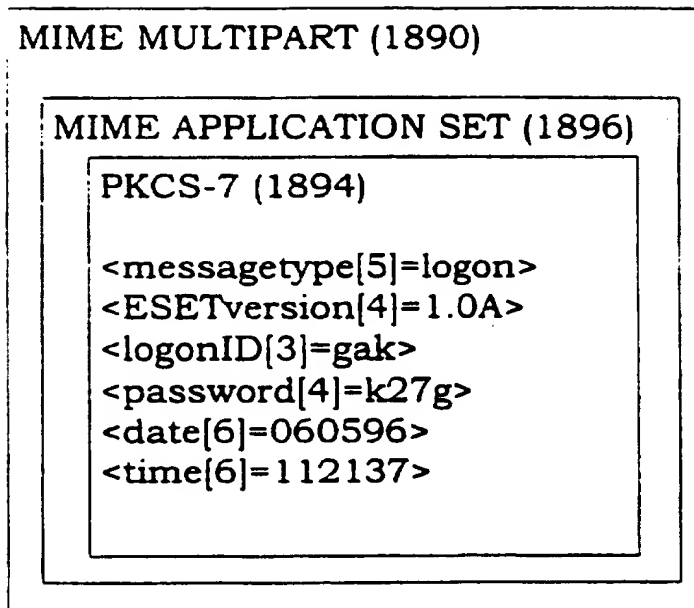 MIME MULTIPART (1890)
MIME APPLICATION SET (1896)
PKCS-7 (1894)
<messagetype[5]=logon>
<ESETversion[4]=1.0A>
<logonID[3]=gak>
<password[4]=k27g>
<date[6]=060596>
<time[6]=112137>